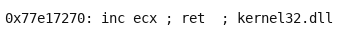 0x77e17270: inc ecx ; ret  ; kernel32.dll